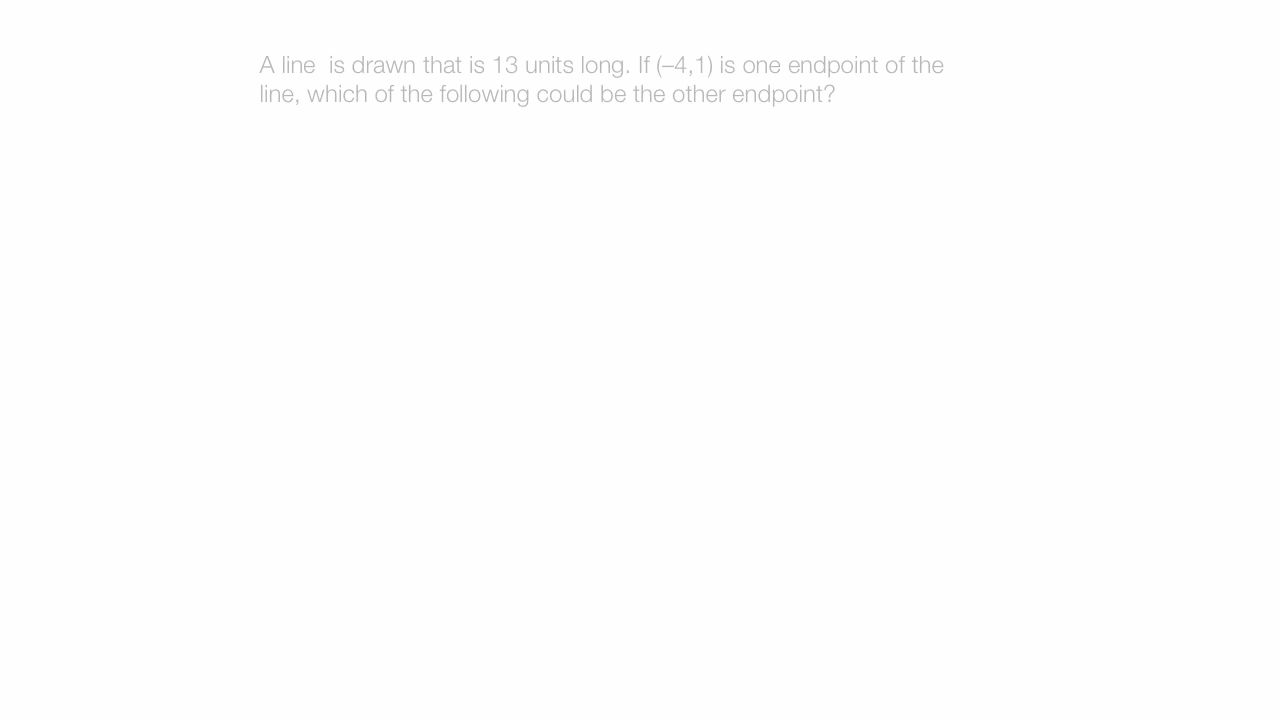 A line  is drawn that is 13 units long. If (–4,1) is one endpoint of the
line, which of the following could be the other endpoint?